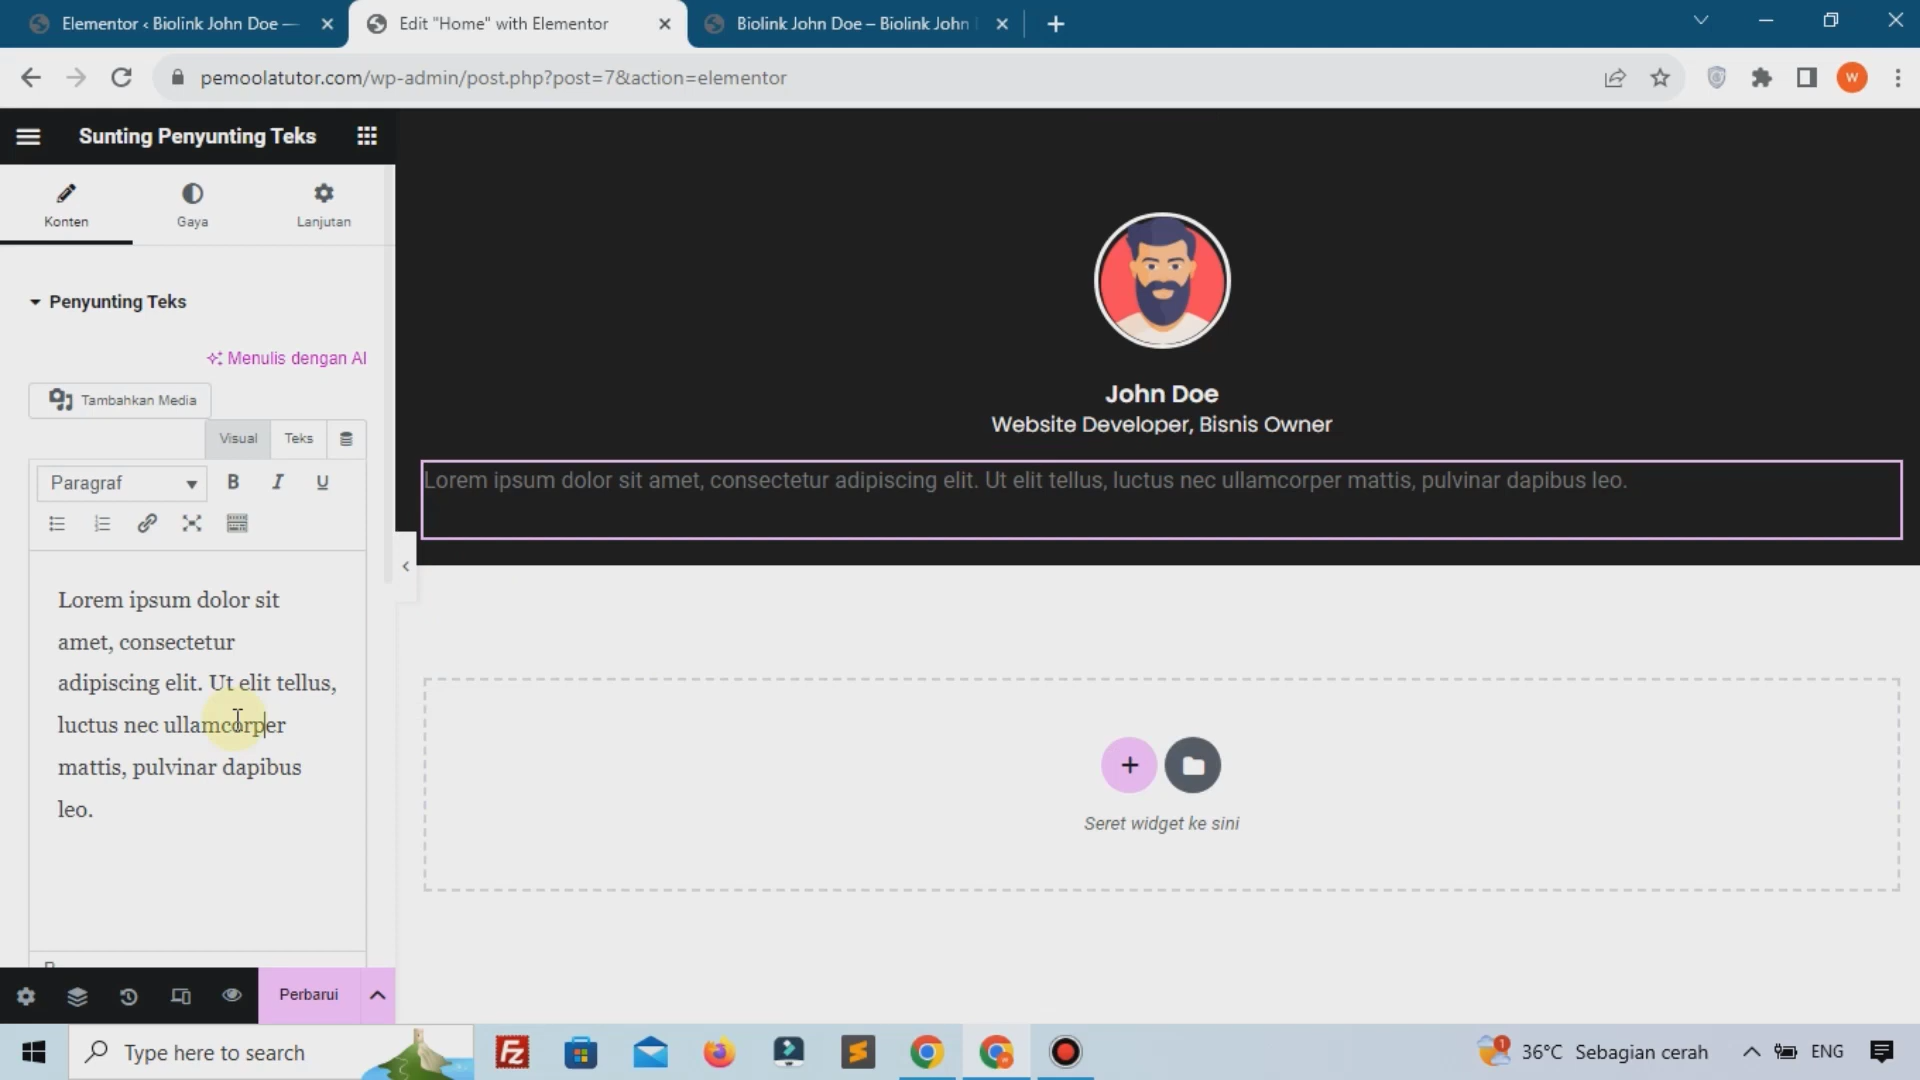 Elementor ‹ Biolink John Doe —
Edit "Home" with Elementor
Biolink John Doe – Biolink John
pemoolatutor.com/wp-admin/post.php?post=7&action=elementor
W
Sunting Penyunting Teks
Konten
Gaya
Lanjutan
Penyunting Teks
Menulis dengan AI
Tambahkan Media
Visual
Teks
Paragraf
B
I
U
Lorem ipsum dolor sit
amet, consectetur
adipiscing elit. Ut elit tellus,
luctus nec ullamcorper
mattis, pulvinar dapibus
leo.
Perbarui
John Doe
Website Developer, Bisnis Owner
Lorem ipsum dolor sit amet, consectetur adipiscing elit. Ut elit tellus, luctus nec ullamcorper mattis, pulvinar dapibus leo.
Seret widget ke sini
Type here to search
Fz
1
36°C Sebagian cerah
ENG